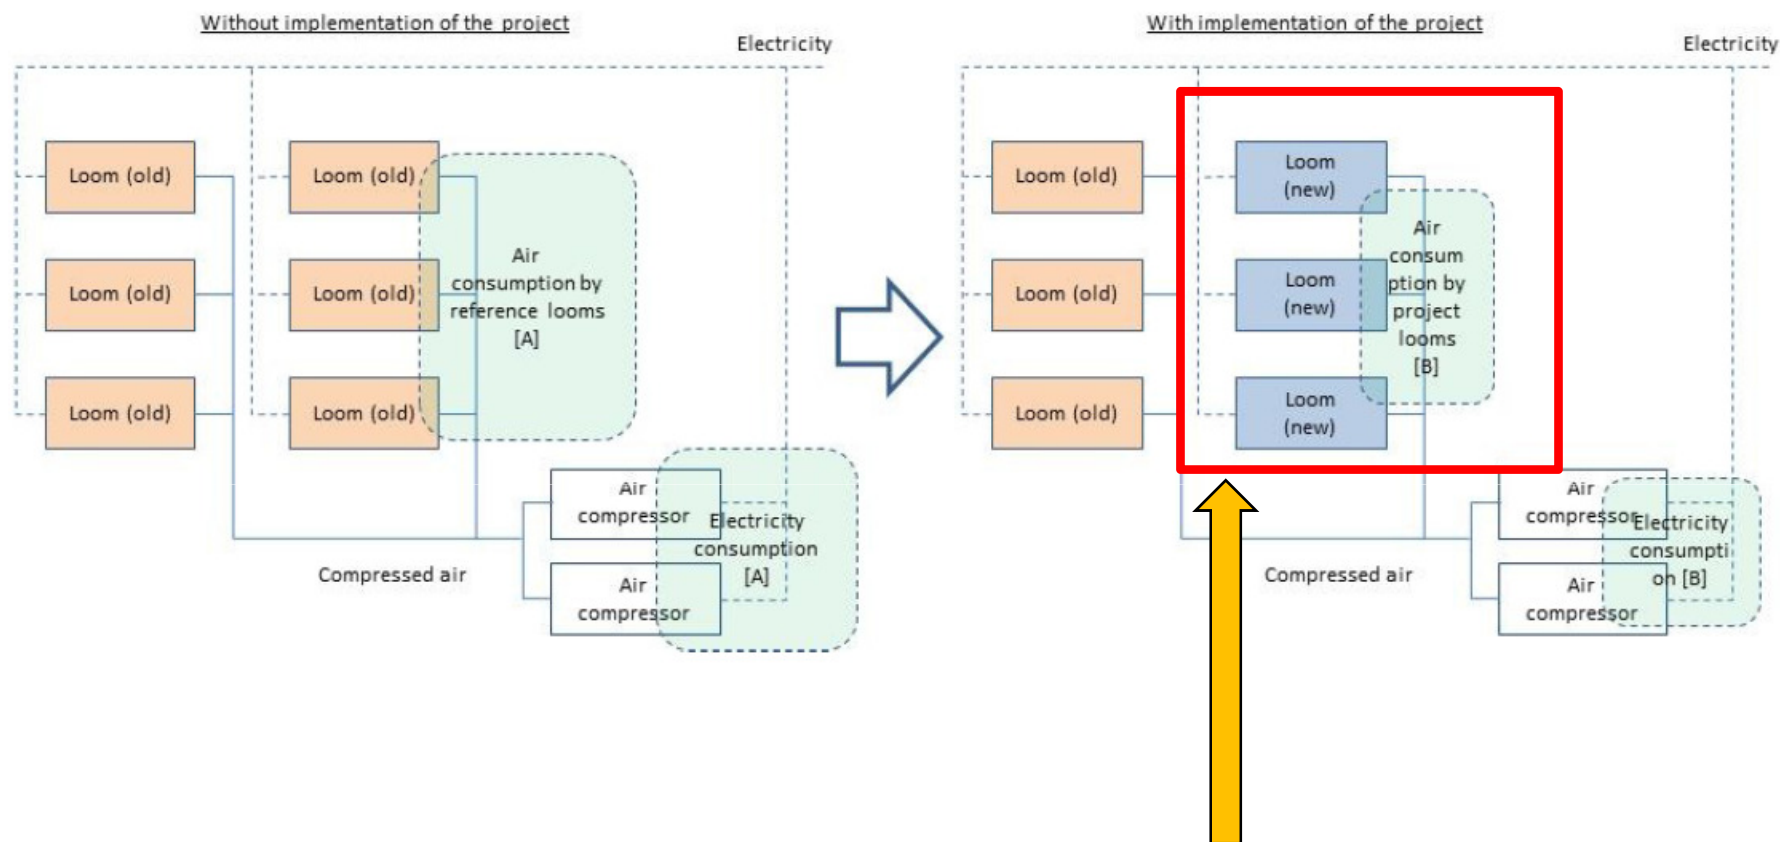 Without implementation of the project
Electricity
Loom (old)
Loom (old)
Loom (old)
Loom (old)
Loom (old)
Loom (old)
Air
consumption by
reference looms
[A]
Air
compressor
Air
compressor
Electricity
consumption
[A]
Compressed air
With implementation of the project
Electricity
Loom (old)
Loom (old)
Loom (old)
Loom
(new)
Loom
(new)
Loom
(new)
Air
consum
ption by
project
looms
[B]
Air
compressor
Air
compressor
Electricity
consumpti
on [B]
Compressed air